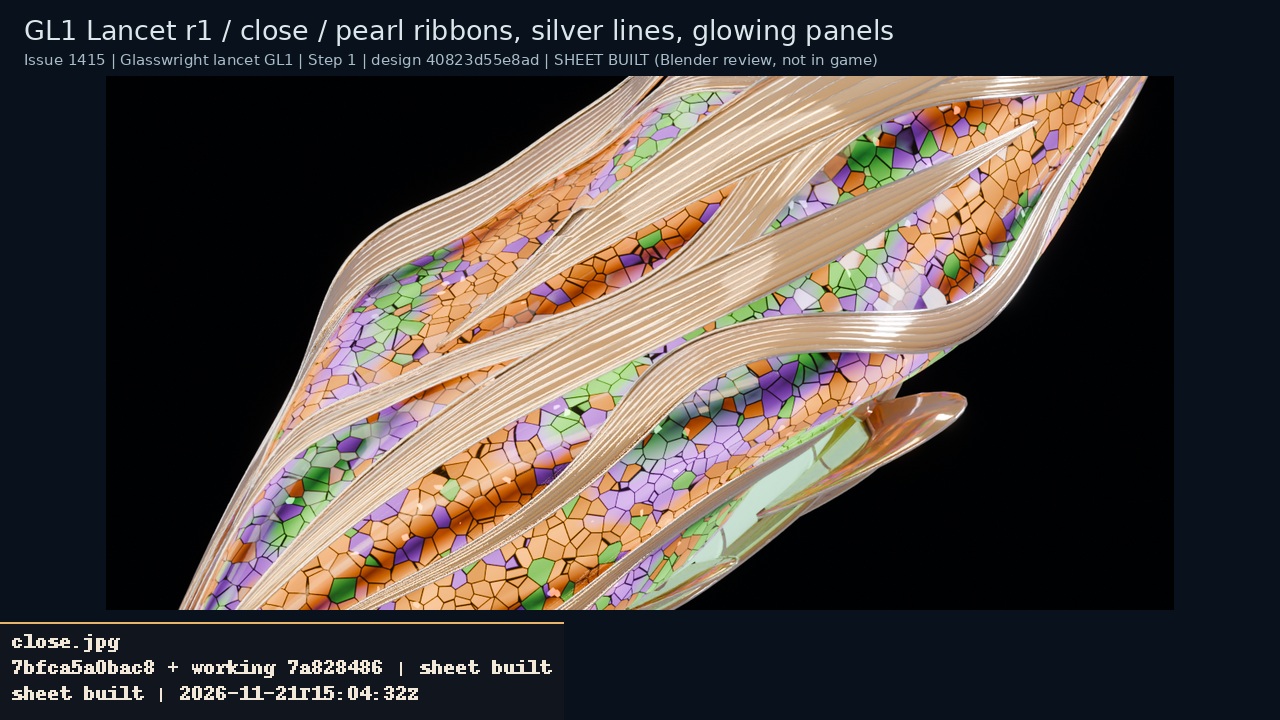 GL1 Lancet r1 / close / pearl ribbons, silver lines, glowing panels
Issue 1415 | Glasswright lancet GL1 | Step 1 | design 40823d55e8ad | SHEET BUILT (Blender review, not in game)
close.jpg
7bfca5a0bac8 + working 7a828486 | sheet built
sheet built | 2026-11-21T15:04:32Z